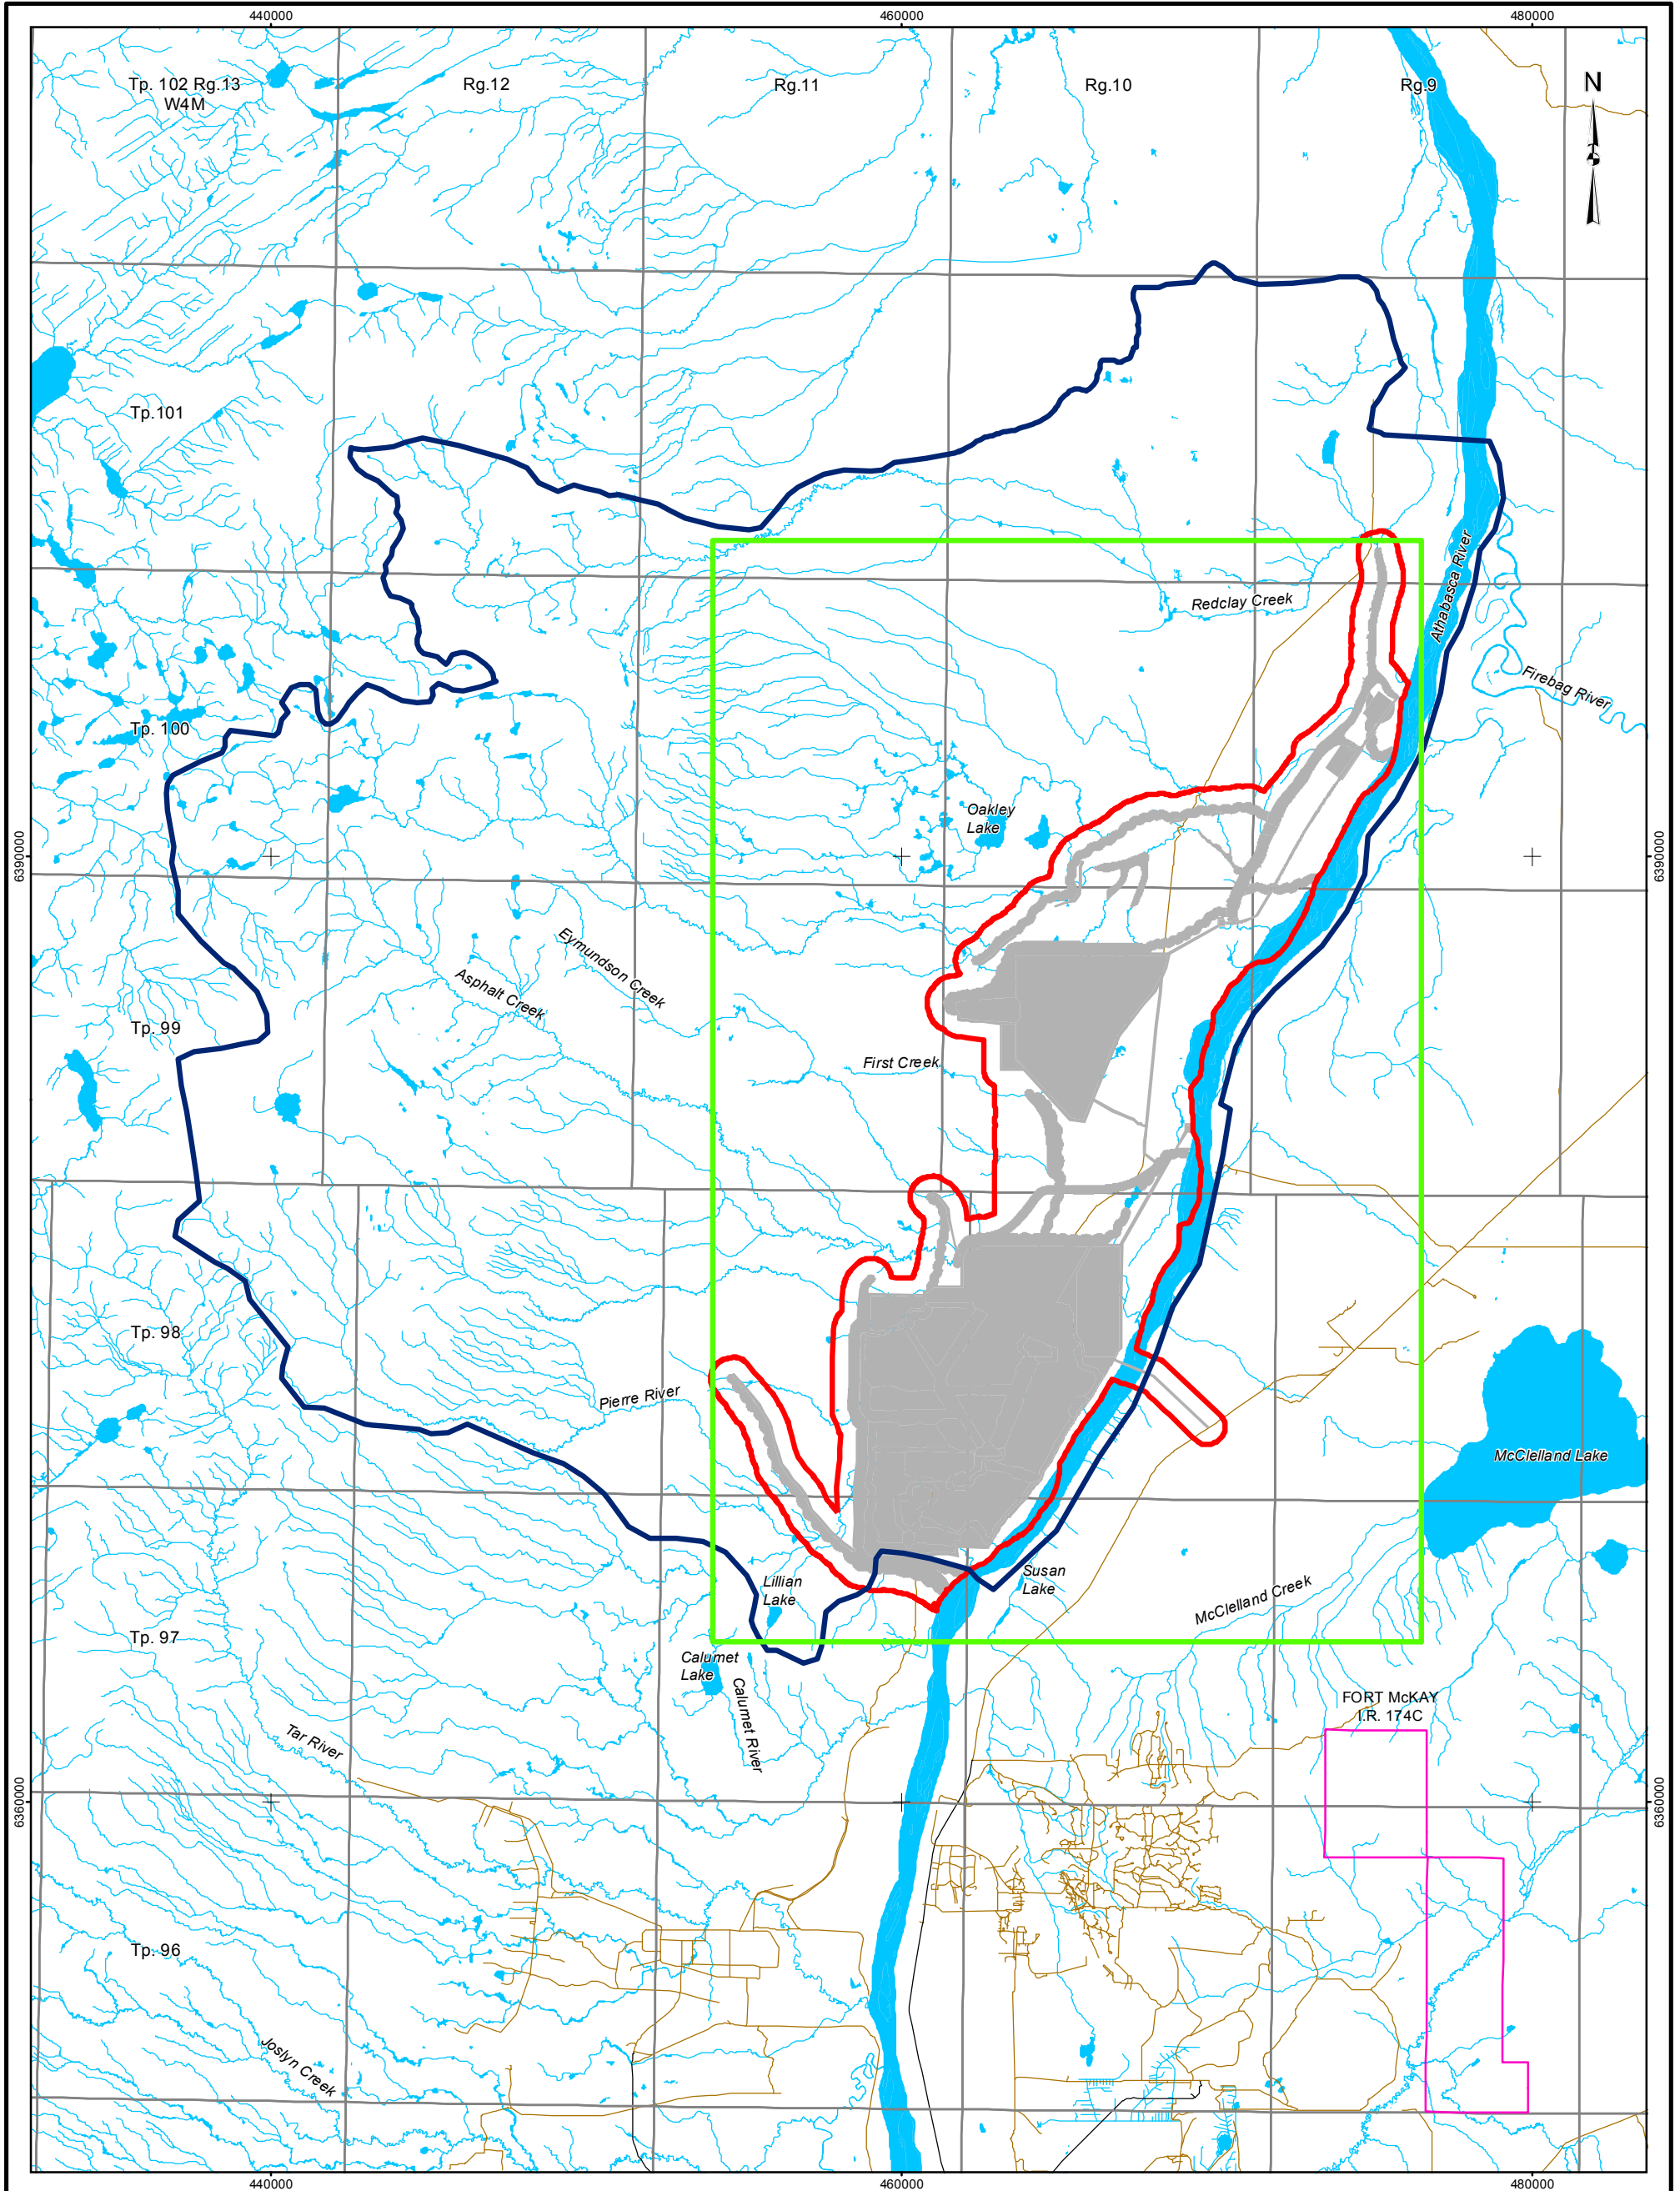 440000
460000
480000
Tp. 102 Rg.13
W4M
Rg.12
Rg.11
Rg.10
Rg.9
N
Tp.101
Athabasca River
Redclay Creek
Firebag River
Tp. 100
Oakley
Lake
6390000
6390000
Eymundson Creek
Asphalt Creek
Tp. 99
First Creek
Tp. 98
Pierre River
McClelland Lake
Lillian
Lake
Susan
Lake
McClelland Creek
Tp. 97
Calumet
Lake
Calumet River
FORT McKAY
I.R. 174C
Tar River
6360000
6360000
Tp. 96
Joslyn Creek
440000
460000
480000